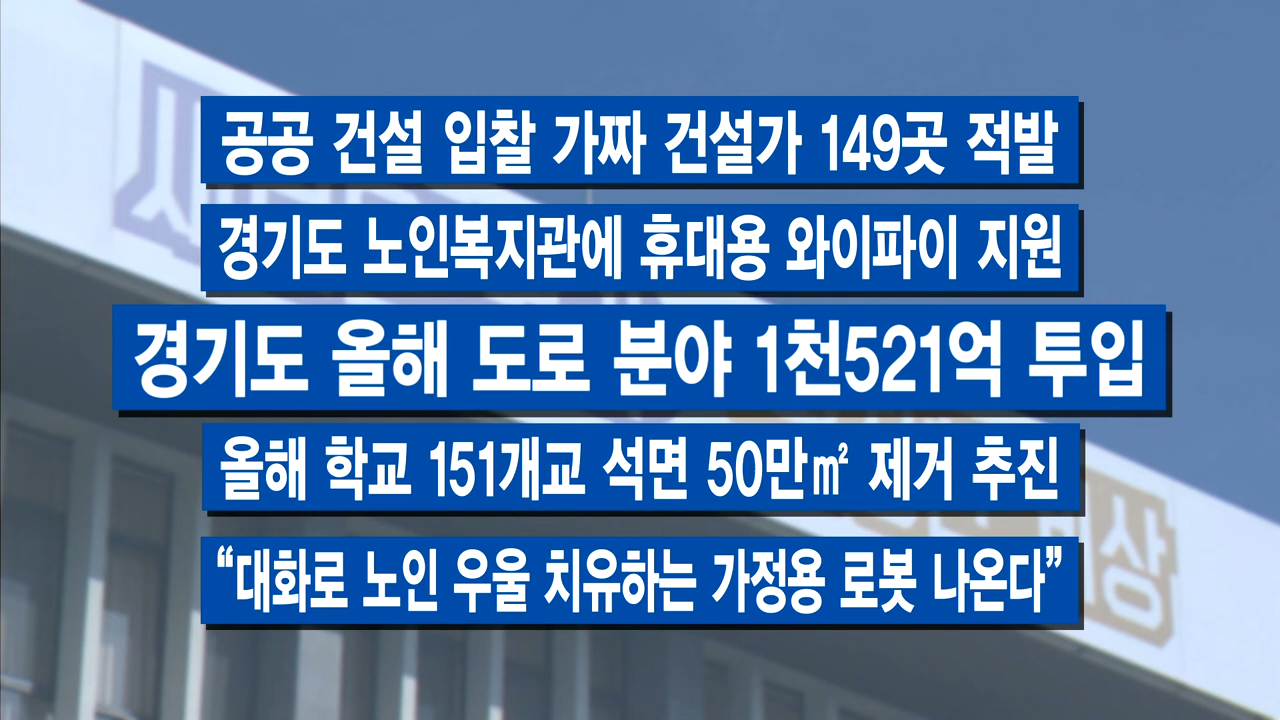 공공 건설 입찰 가짜 건설가 149곳 적발
경기도 노인복지관에 휴대용 와이파이 지원
경기도 올해 도로 분야 1천521억 투입
올해 학교 151개교 석면 50만㎡ 제거 추진
“대화로 노인 우울 치유하는 가정용 로봇 나온다”
상